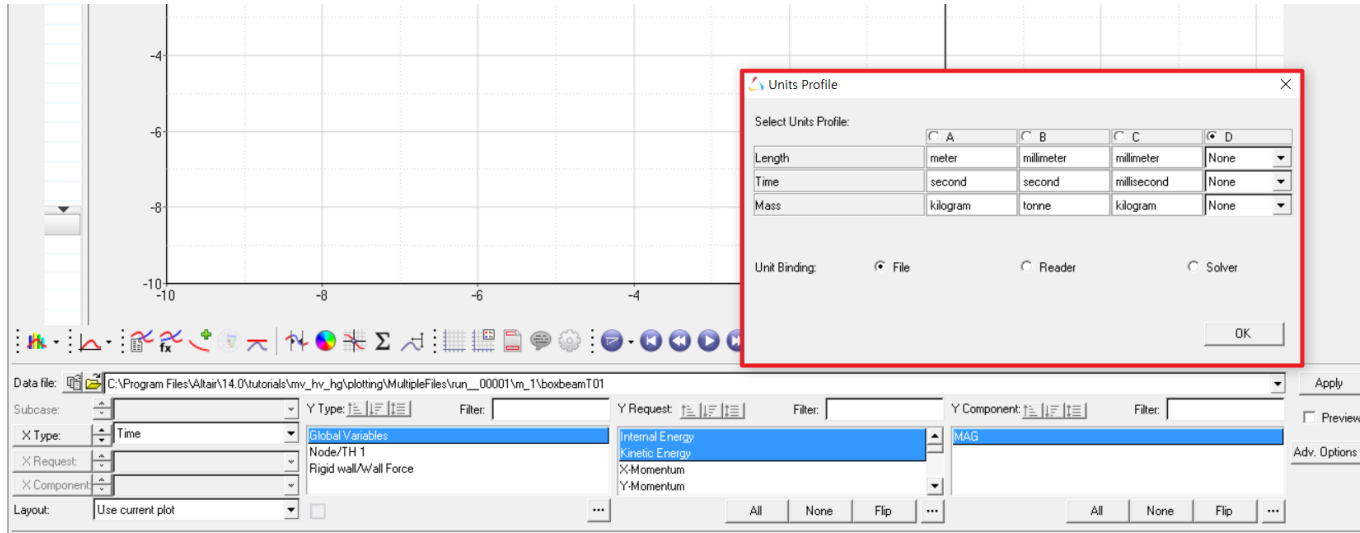 -4
-6
-8
-10
-10 -8 -6 -4
Units Profile
Select Units Profile:
A B C D
Length meter millimeter millimeter None
Time second second millisecond None
Mass kilogram tonne kilogram None
Unit Binding: File Reader Solver
OK
fx
Data file: C:\Program Files\Altair\14.0\tutorials\mv_hv_hg\plotting\MultipleFiles\run__00001\m_1\boxbeamT01 Apply
Subcase: Y Type: Filter: Y Request: Filter: Y Component: Filter: Preview
X Type: Time Global Variables Internal Energy MAG
Node/TH 1 Kinetic Energy Adv. Options
X Request: Rigid wall/Wall Force X-Momentum
X Component: Y-Momentum
Layout: Use current plot ... All None Flip ... All None Flip ...